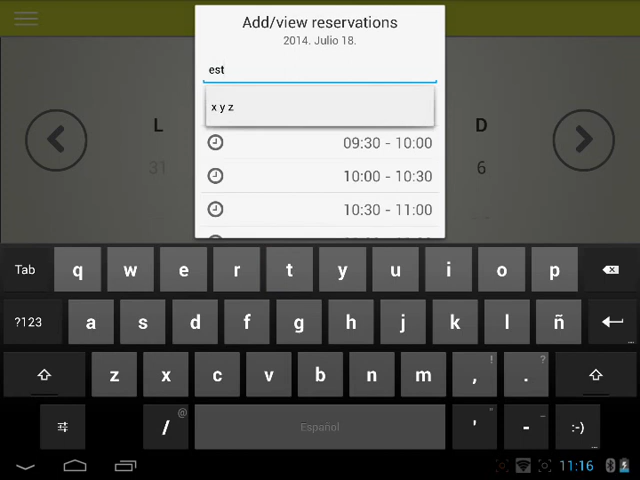 Add/view reservations
2014. Julio 18.
est
x y z
L
D
31
6
09:30 - 10:00
10:00 - 10:30
10:30 - 11:00
Tab q w e r t y u i o p
?123 a s d f g h j k l ñ
z x c v b n m , ! . ?
/ @ Español ' " - _ :-)
11:16